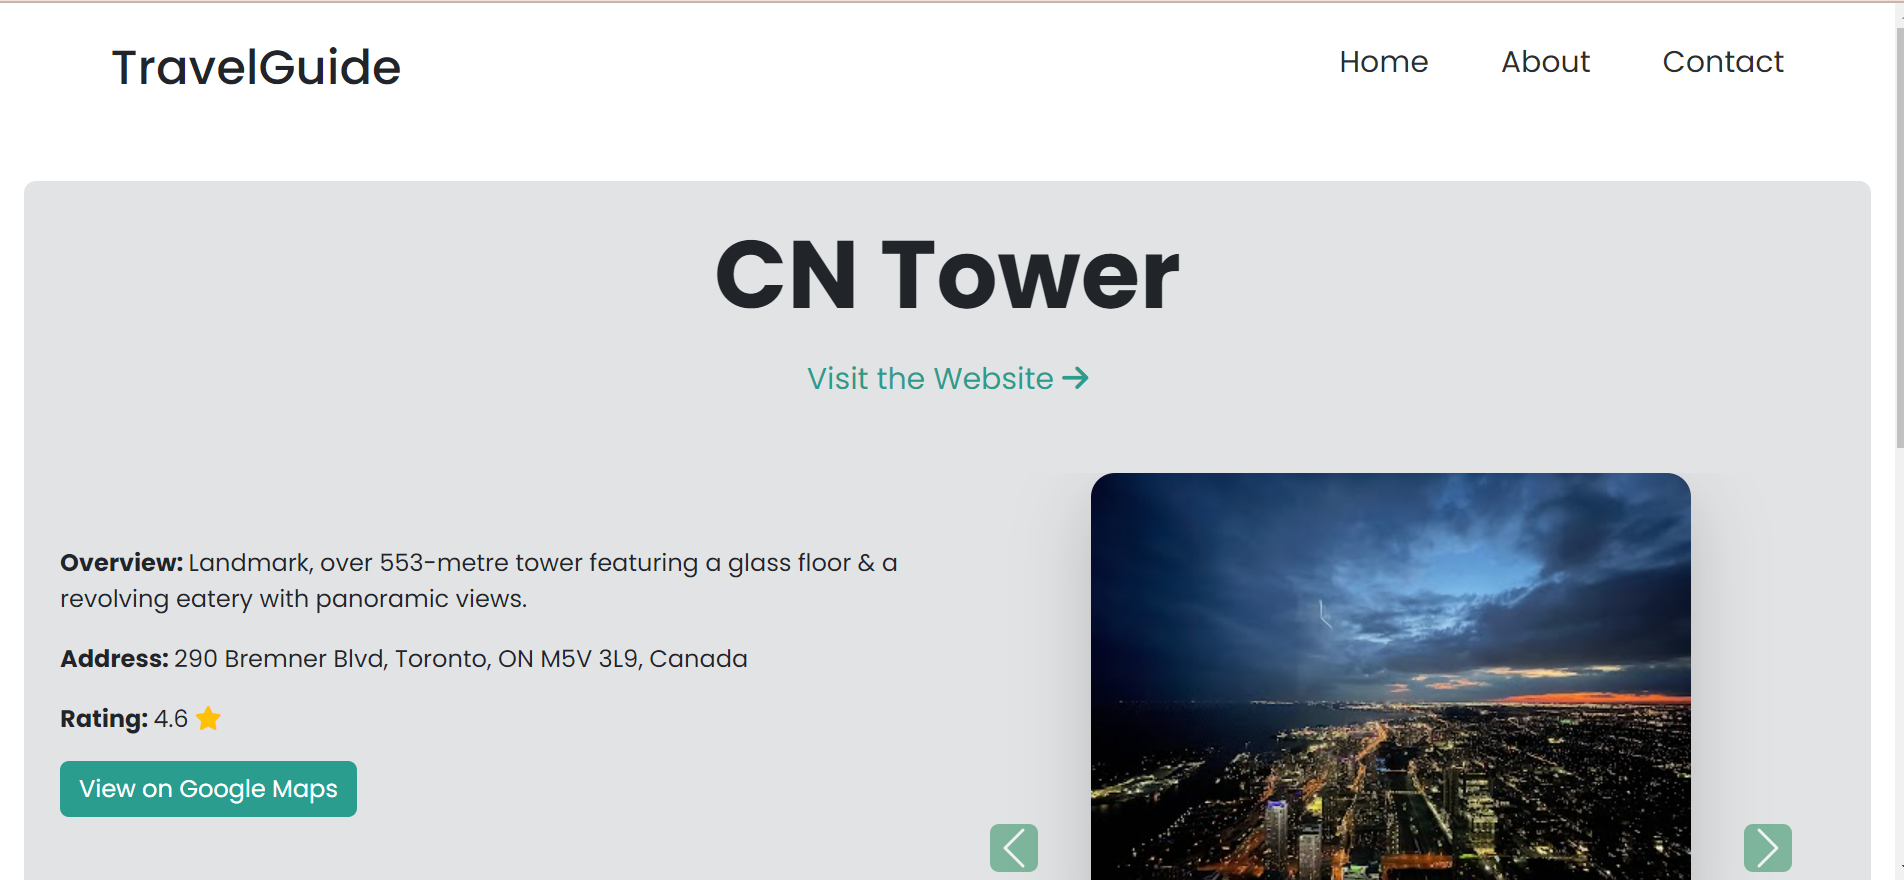 TravelGuide
Home About Contact
CN Tower
Visit the Website →
Overview: Landmark, over 553-metre tower featuring a glass floor & a
revolving eatery with panoramic views.
Address: 290 Bremner Blvd, Toronto, ON M5V 3L9, Canada
Rating: 4.6 ⭐
View on Google Maps